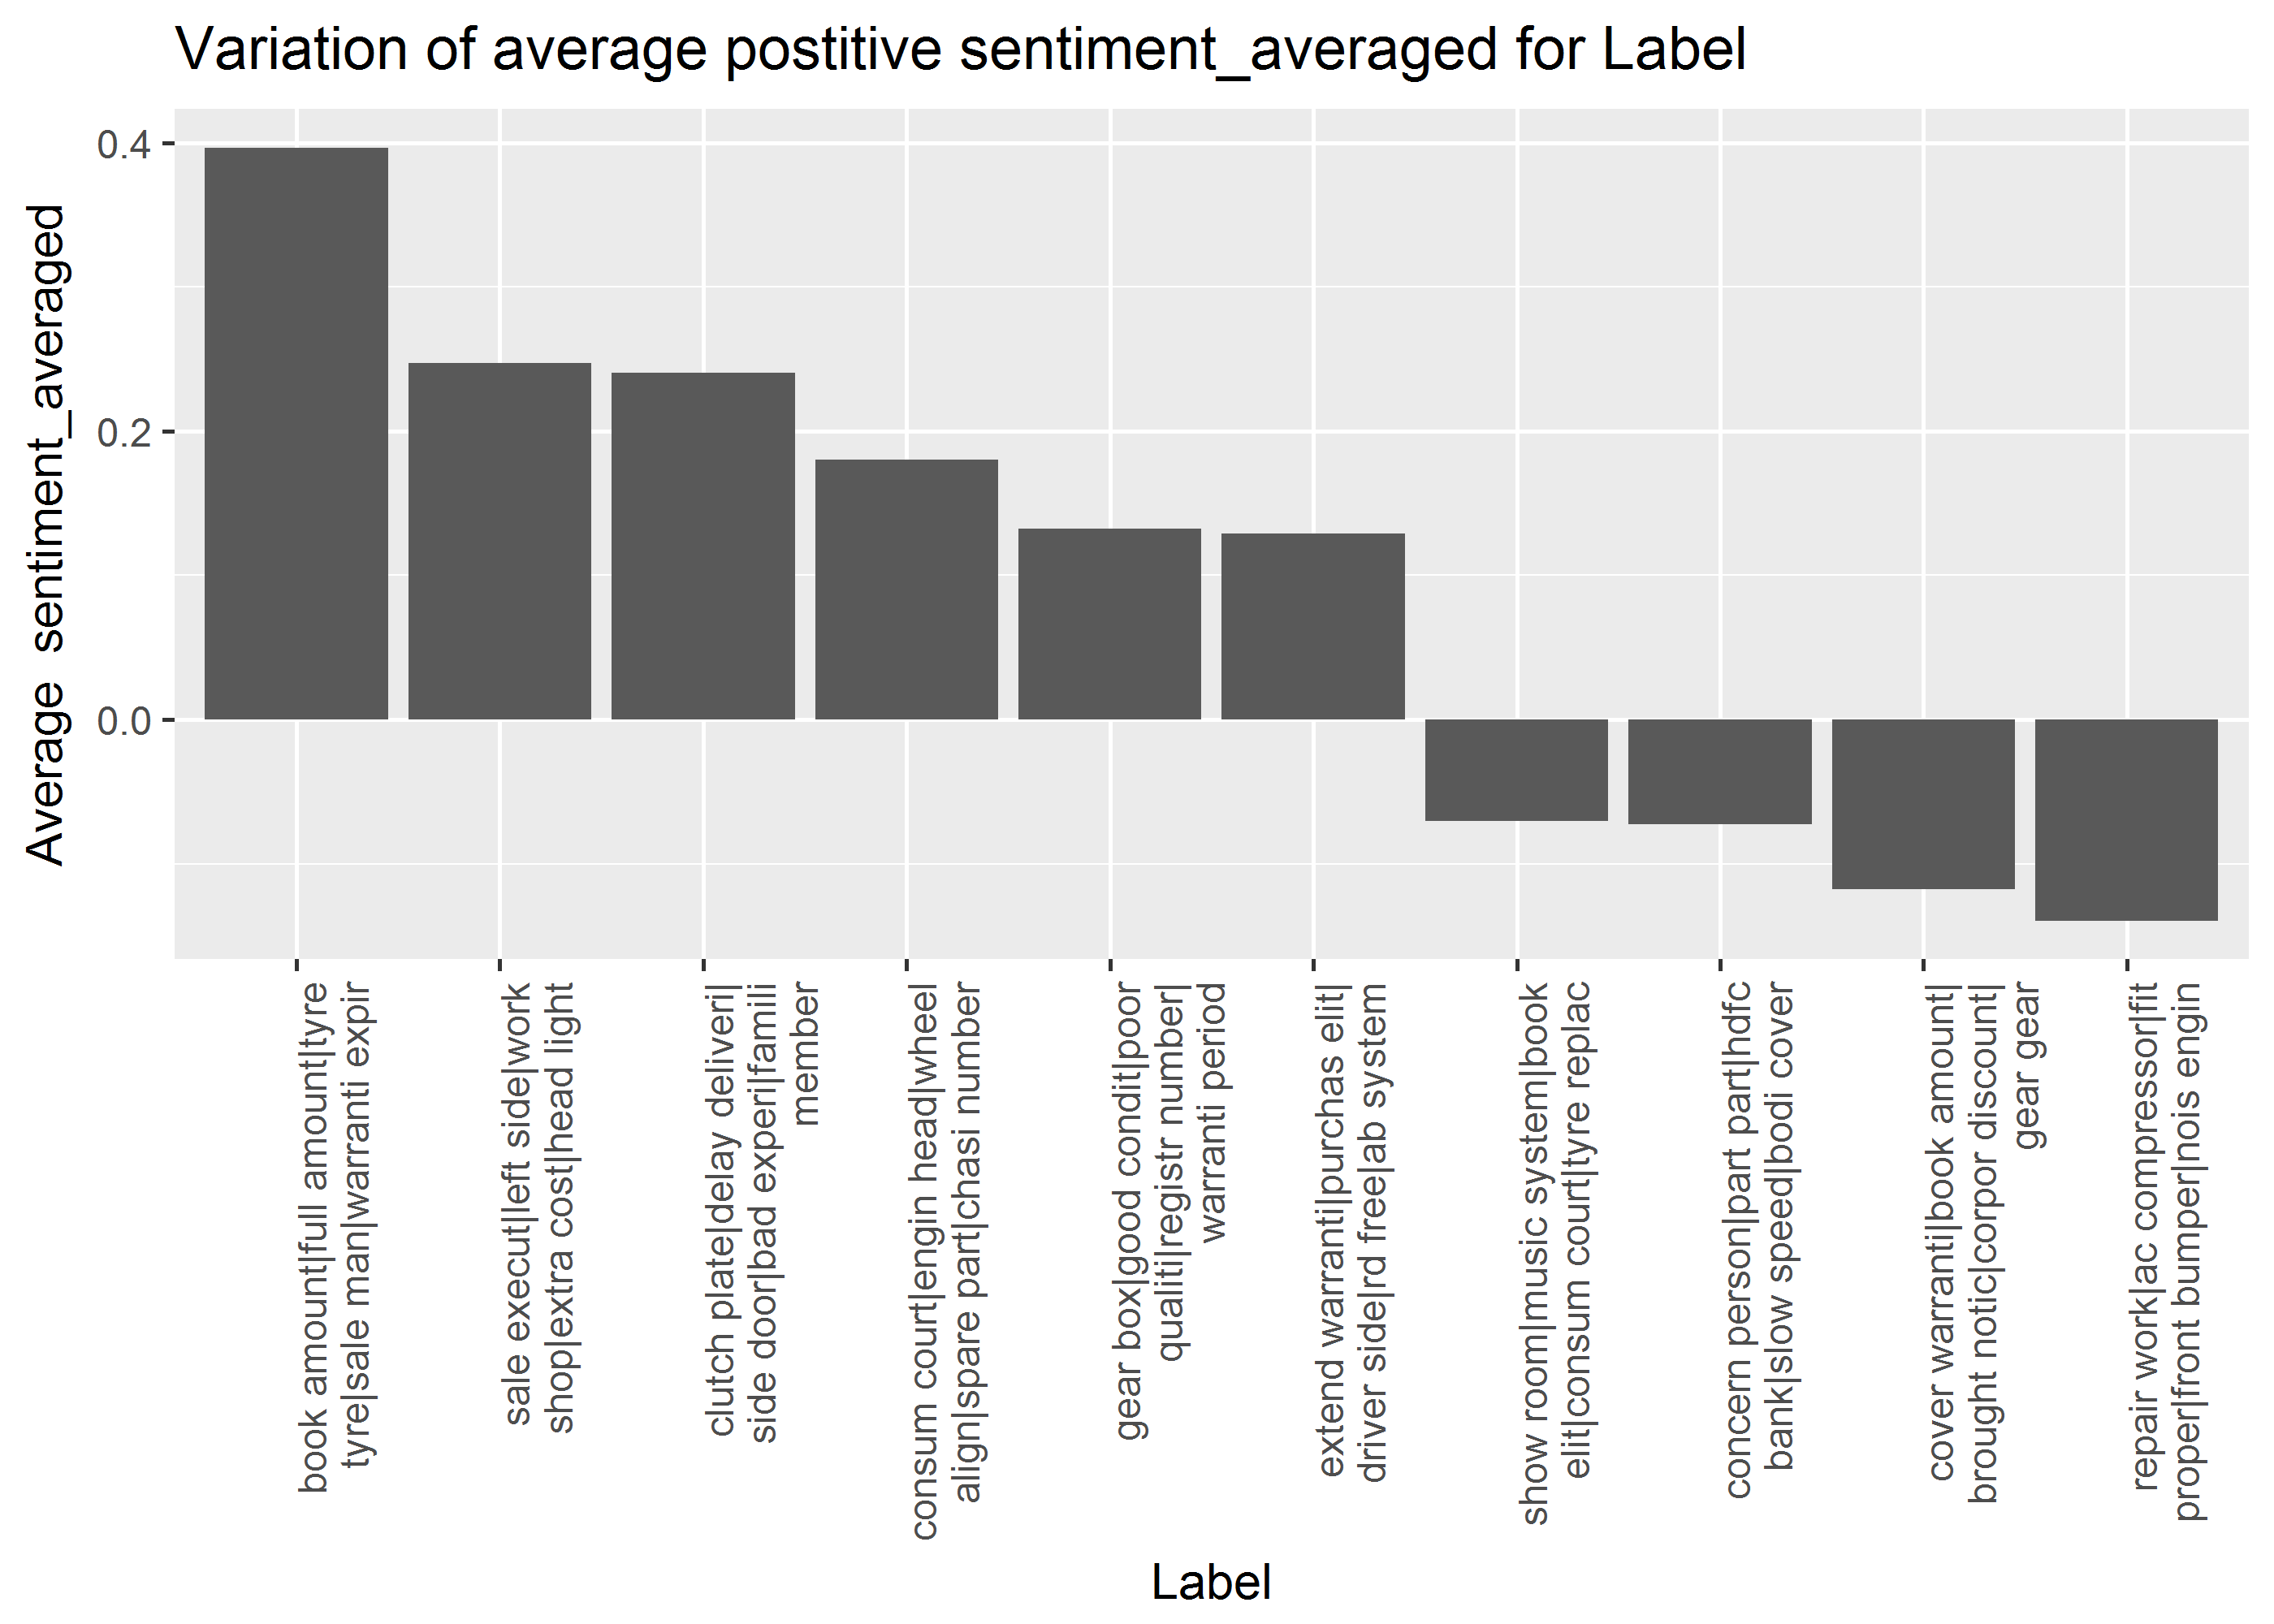 Variation of average postitive sentiment_averaged for Label
Average  sentiment_averaged
0.4
0.2
0.0
book amount|full amount|tyre
tyre|sale man|warranti expir
sale execut|left side|work
shop|extra cost|head light
clutch plate|delay deliveri|
side door|bad experi|famili
member
consum court|engin head|wheel
align|spare part|chasi number
gear box|good condit|poor
qualiti|registr number|
warranti period
extend warranti|purchas elit|
driver side|rd free|ab system
show room|music system|book
elit|consum court|tyre replac
concern person|part part|hdfc
bank|slow speed|bodi cover
cover warranti|book amount|
brought notic|corpor discount|
gear gear
repair work|ac compressor|fit
proper|front bumper|nois engin
Label